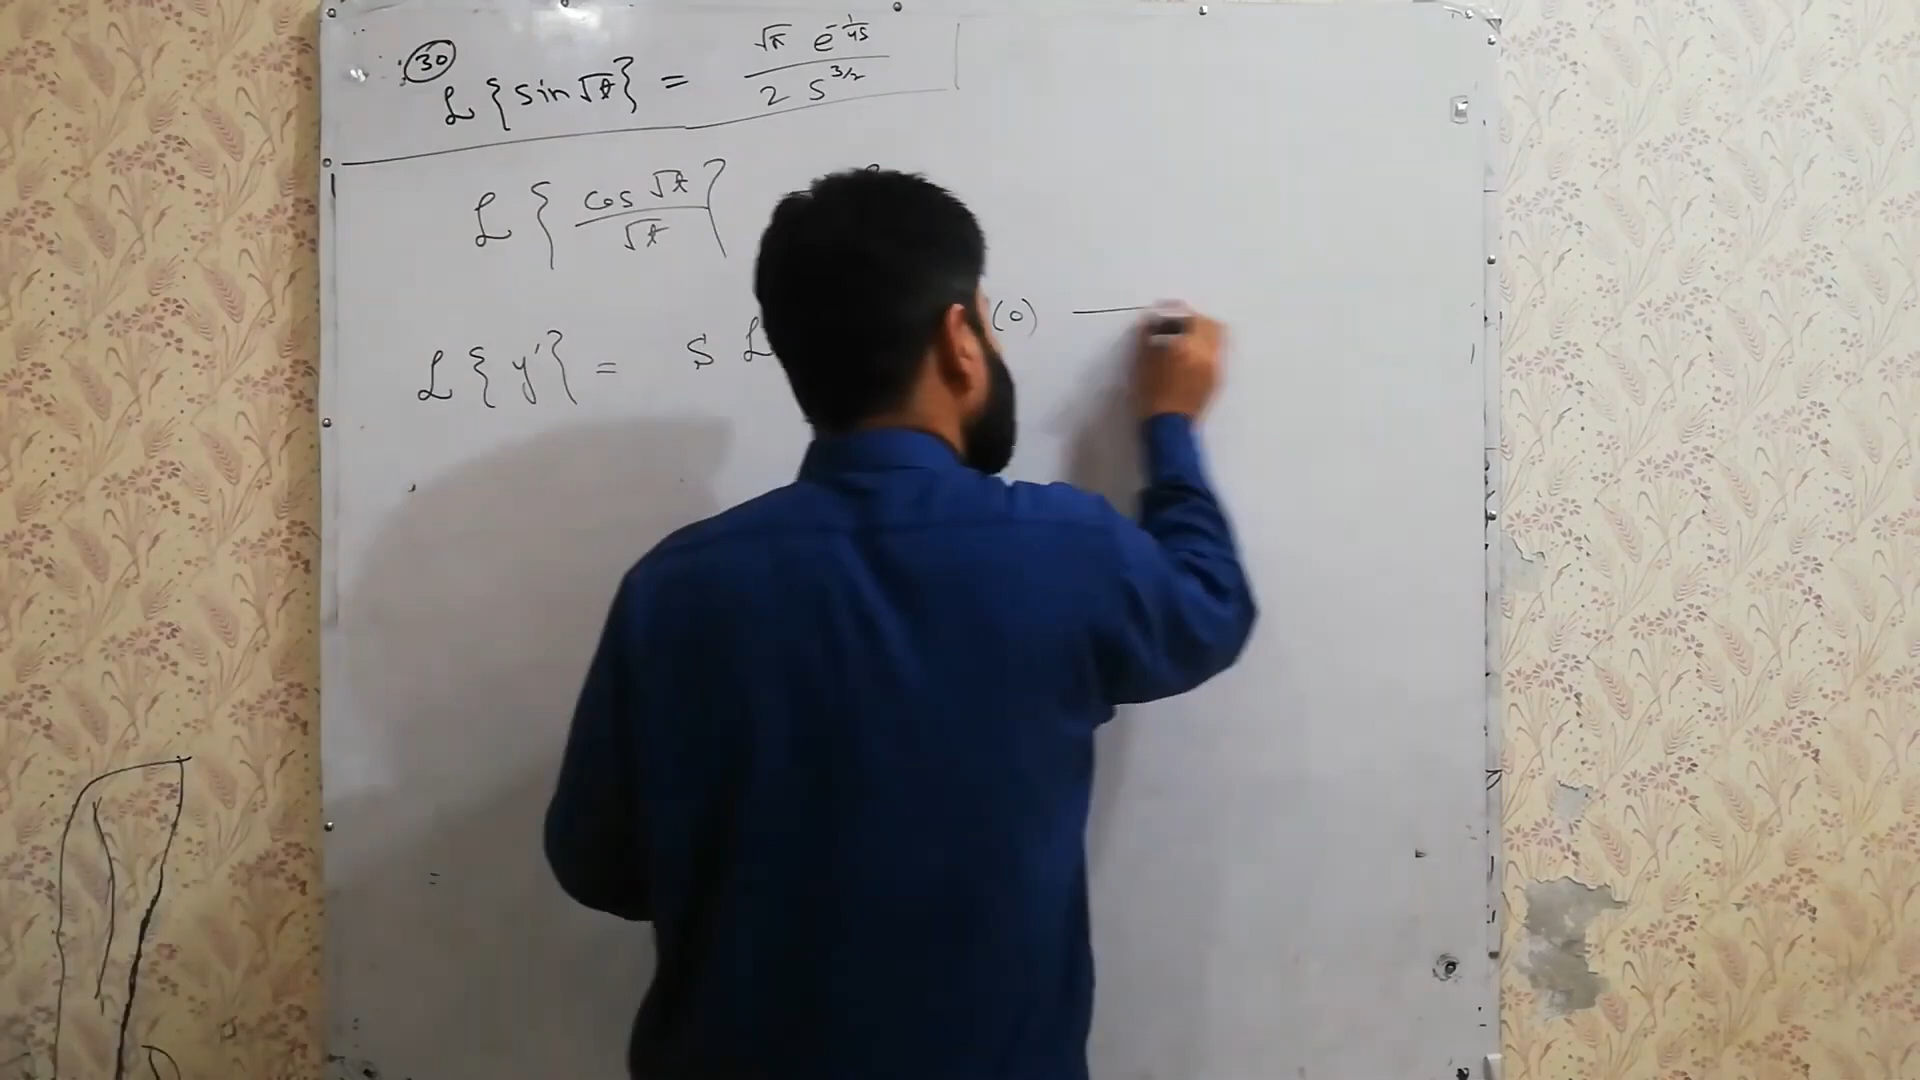 30
ℒ{sin√t} = √π e^(-1/4s) / 2 S^(3/2)
ℒ{cos√t / √t}
ℒ{y'} = S ℒ (0) —